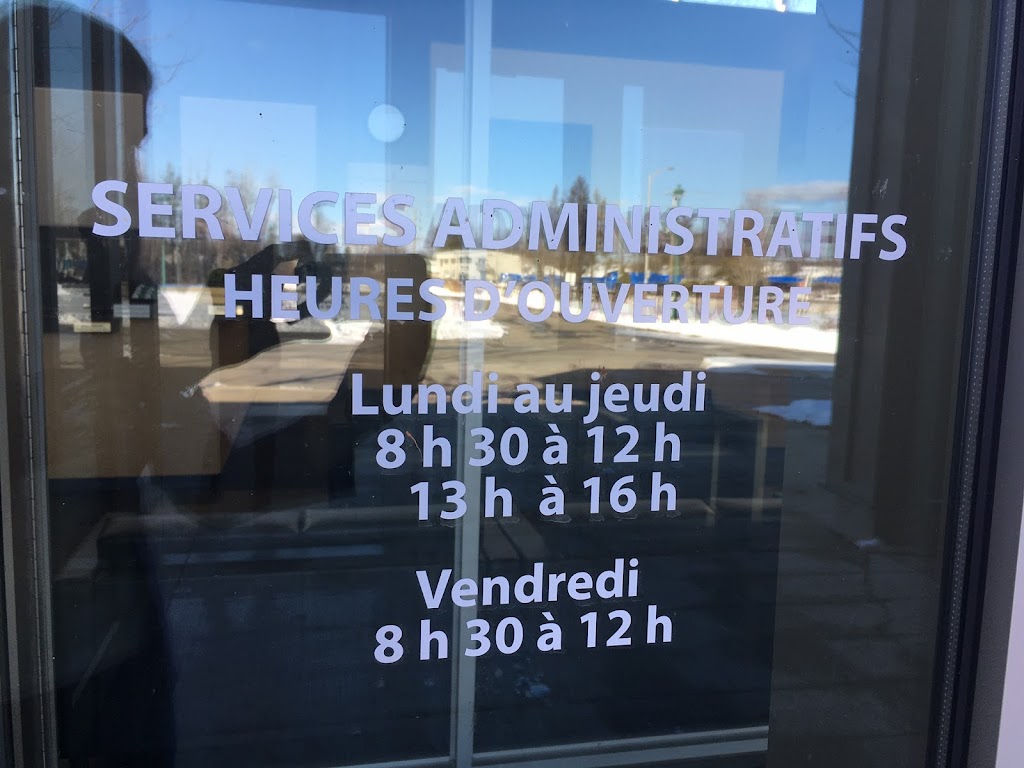 SERVICES ADMINISTRATIFS
HEURES D'OUVERTURE
Lundi au jeudi
8 h 30 à 12 h
13 h à 16 h
Vendredi
8 h 30 à 12 h